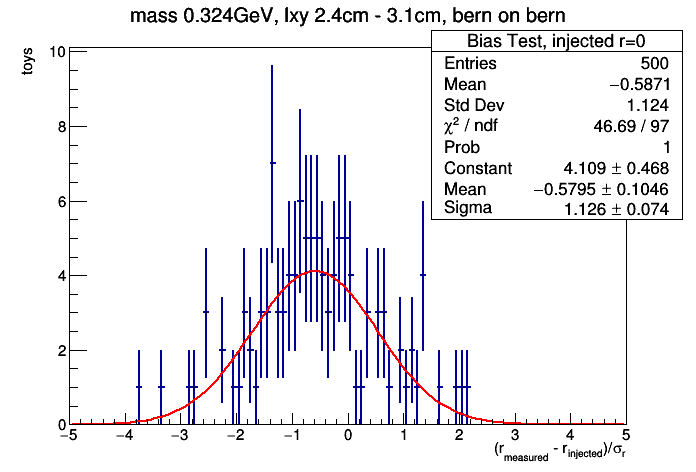 mass 0.324GeV, lxy 2.4cm - 3.1cm, bern on bern
Bias Test, injected r=0
Entries 500
Mean −0.5871
Std Dev 1.124
χ² / ndf 46.69 / 97
Prob 1
Constant 4.109 ± 0.468
Mean −0.5795 ± 0.1046
Sigma 1.126 ± 0.074
toys
10
8
6
4
2
0
−5 −4 −3 −2 −1 0 1 2 3 4 5
(r_measured - r_injected)/σ_r